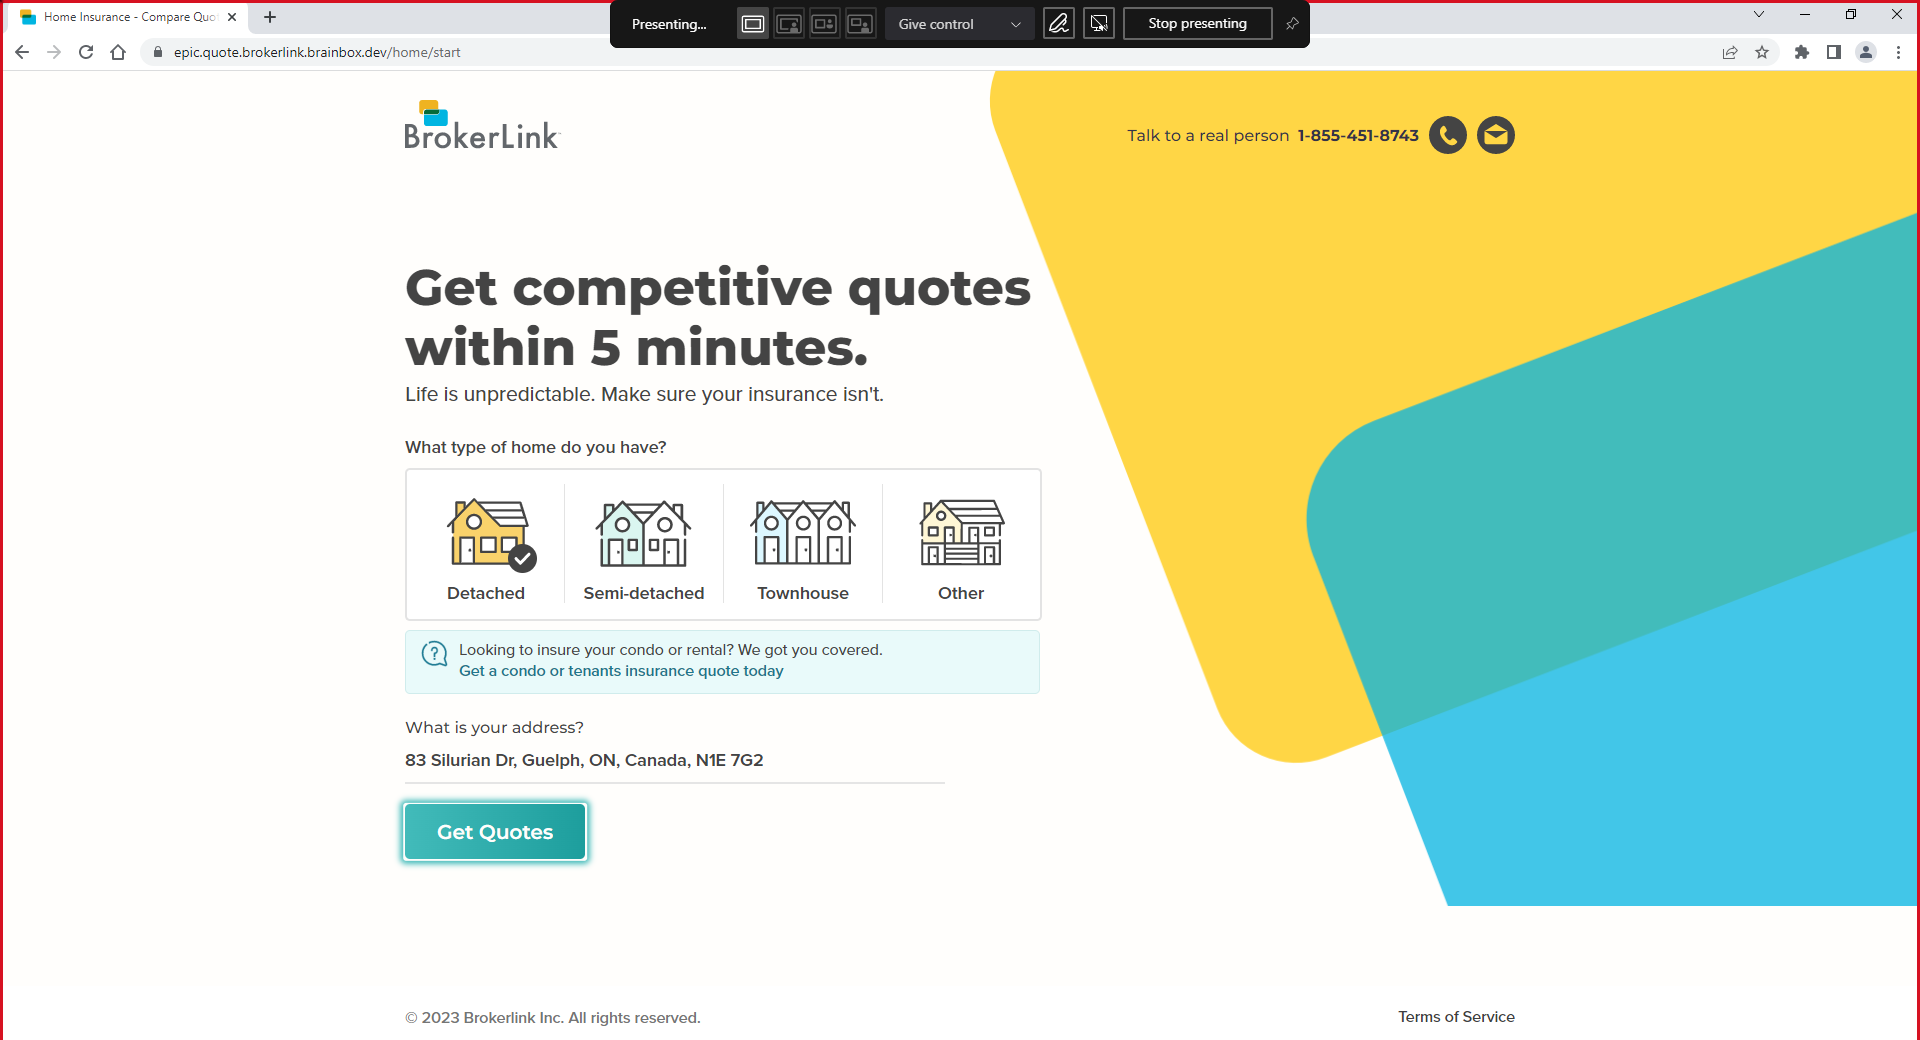 Home Insurance - Compare Quo
Presenting...
Give control
Stop presenting
epic.quote.brokerlink.brainbox.dev/home/start
BrokerLink
Talk to a real person 1-855-451-8743
Get competitive quotes
within 5 minutes.
Life is unpredictable. Make sure your insurance isn't.
What type of home do you have?
Detached
Semi-detached
Townhouse
Other
Looking to insure your condo or rental? We got you covered.
Get a condo or tenants insurance quote today
What is your address?
83 Silurian Dr, Guelph, ON, Canada, N1E 7G2
Get Quotes
© 2023 Brokerlink Inc. All rights reserved.
Terms of Service